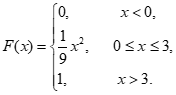 F(x) = { 0, x < 0,
1/9 x², 0 ≤ x ≤ 3,
1, x > 3.